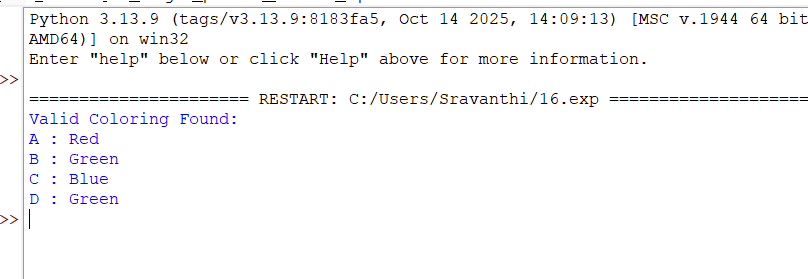 Python 3.13.9 (tags/v3.13.9:8183fa5, Oct 14 2025, 14:09:13) [MSC v.1944 64 bit
AMD64)] on win32
Enter "help" below or click "Help" above for more information.
>>
====================== RESTART: C:/Users/Sravanthi/16.exp ====================
Valid Coloring Found:
A : Red
B : Green
C : Blue
D : Green
>>